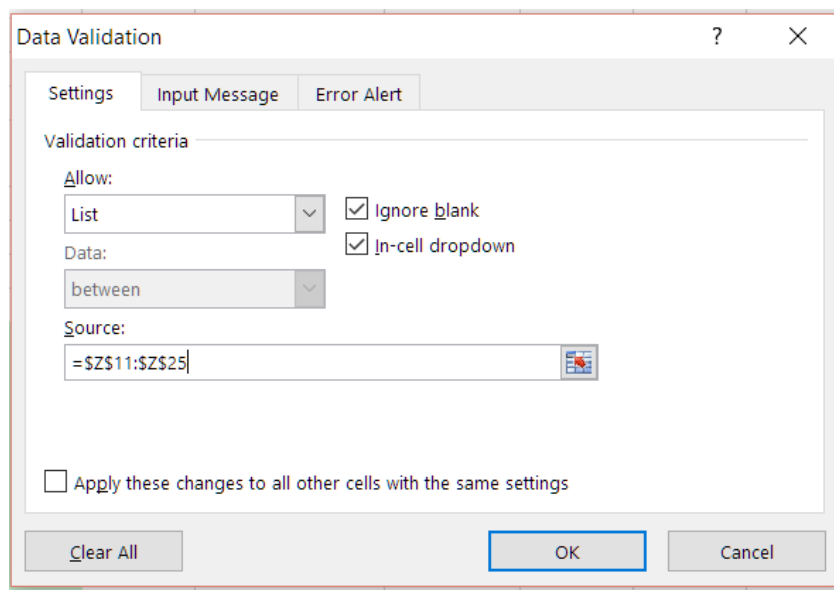 Data Validation ? ×
Settings Input Message Error Alert
Validation criteria
Allow:
List
Ignore blank
In-cell dropdown
Data:
between
Source:
=$Z$11:$Z$25
Apply these changes to all other cells with the same settings
Clear All OK Cancel